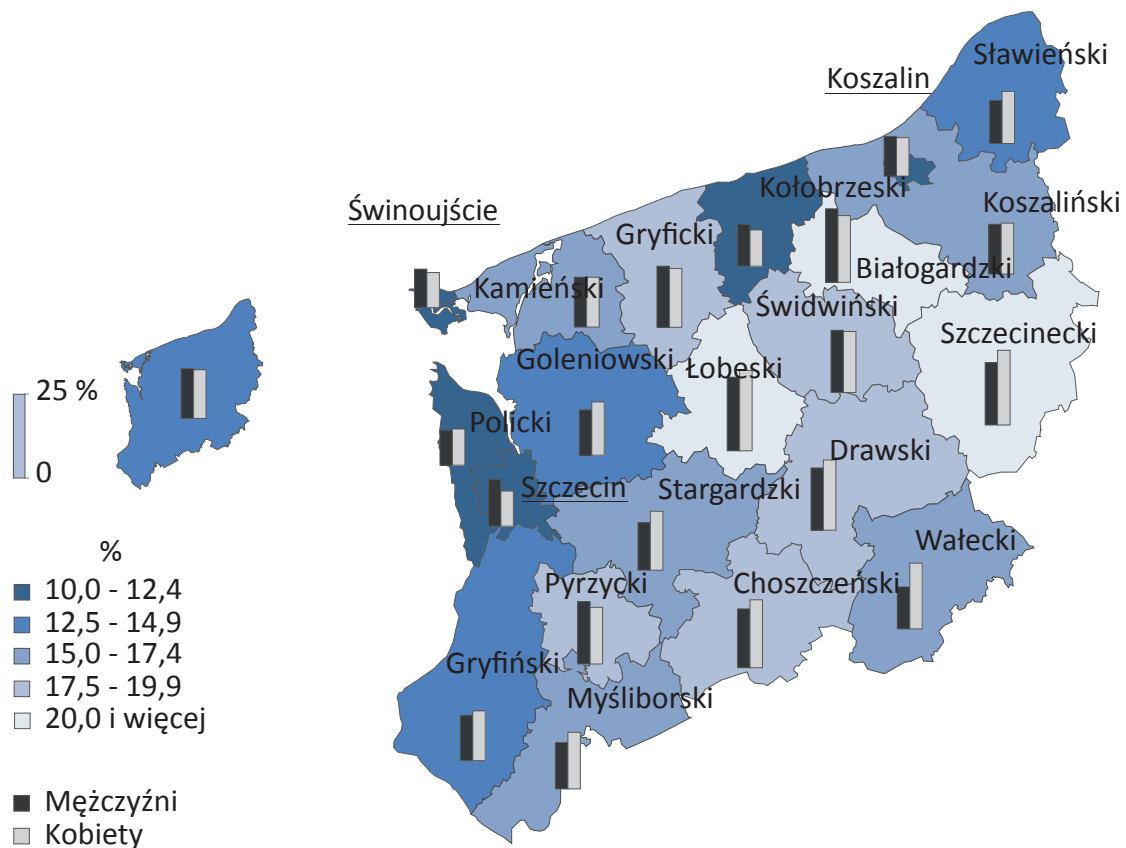 Sławieński
Koszalin
Kołobrzeski
Koszaliński
Świnoujście
Gryficki
Białogardzki
Kamieński
Świdwiński
Szczecinecki
Goleniowski
Łobeski
25 %
0
Policki
Drawski
Szczecin
Stargardzki
Wałecki
%
Pyrzycki
Choszczeński
10,0 - 12,4
12,5 - 14,9
15,0 - 17,4
17,5 - 19,9
20,0 i więcej
Gryfiński
Myśliborski
Mężczyźni
Kobiety